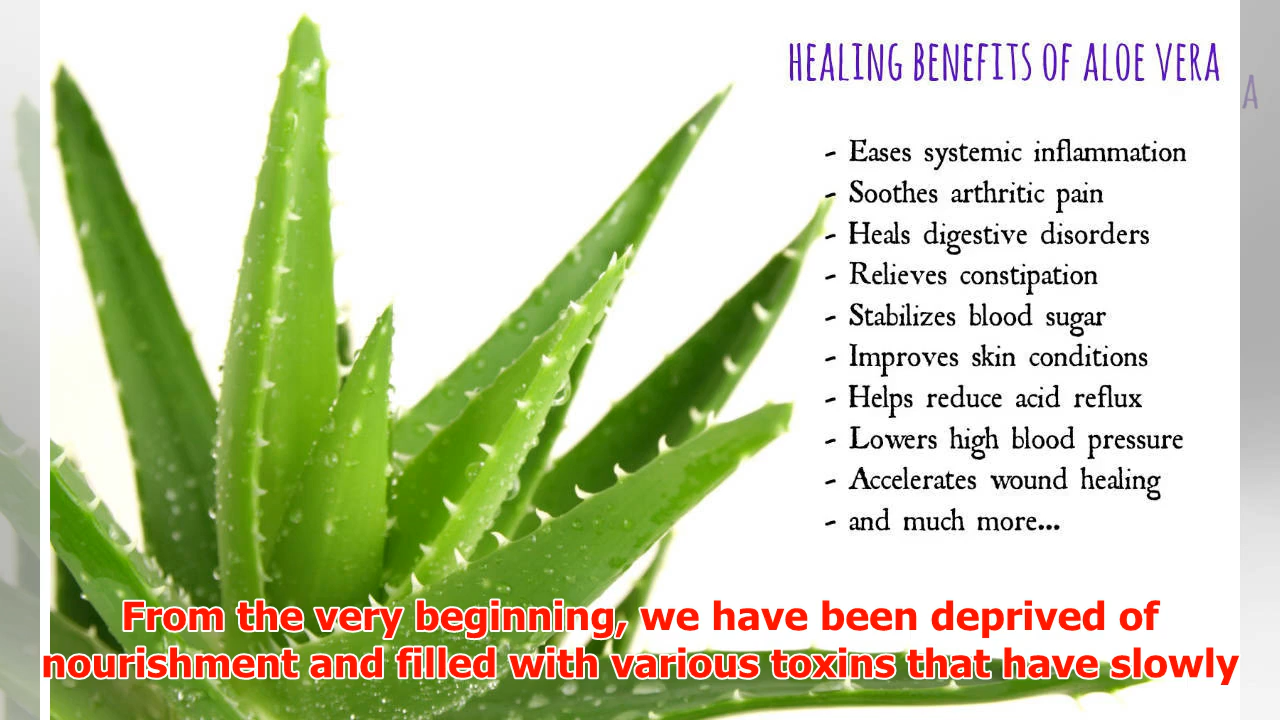 HEALING BENEFITS OF ALOE VERA
A
- Eases systemic inflammation
- Soothes arthritic pain
- Heals digestive disorders
- Relieves constipation
- Stabilizes blood sugar
- Improves skin conditions
- Helps reduce acid reflux
- Lowers high blood pressure
- Accelerates wound healing
- and much more...
From the very beginning, we have been deprived of
nourishment and filled with various toxins that have slowly